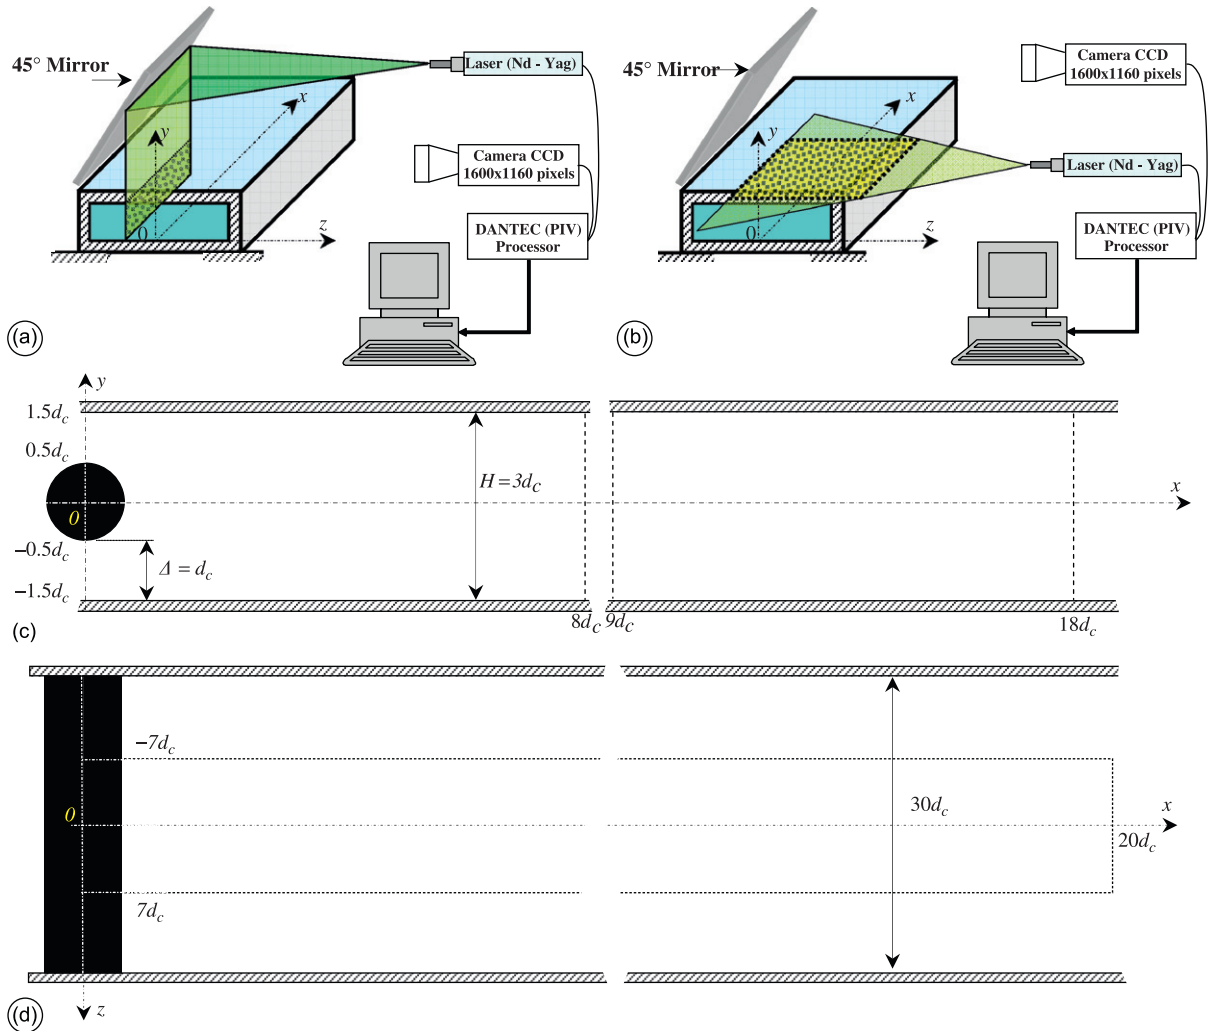 45° Mirror
Laser (Nd - Yag)
x
y
Camera CCD
1600x1160 pixels
0
z
DANTEC (PIV)
Processor
(a)
45° Mirror
Camera CCD
1600x1160 pixels
x
y
Laser (Nd - Yag)
0
z
DANTEC (PIV)
Processor
(b)
y
1.5d_c
0.5d_c
H = 3d_c
x
0
−0.5d_c
Δ = d_c
−1.5d_c
8d_c
9d_c
18d_c
(c)
−7d_c
0
30d_c
x
20d_c
7d_c
z
(d)